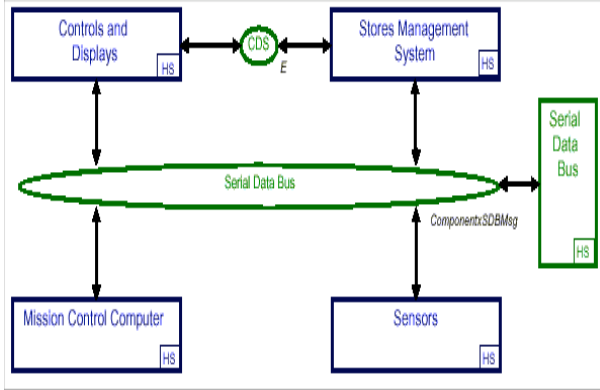 Controls and
Displays
HS
CDS
E
Stores Management
System
HS
Serial
Data
Bus
HS
Serial Data Bus
ComponentxSDBMsg
Mission Control Computer
HS
Sensors
HS